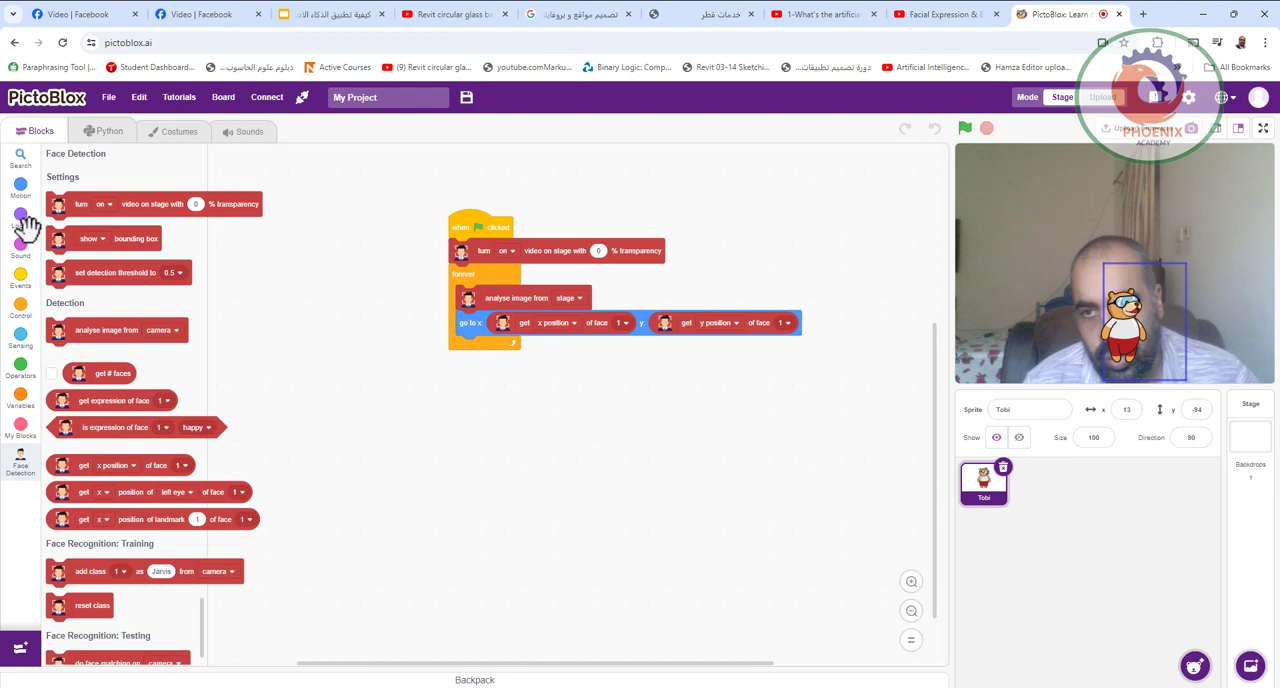 Video | Facebook
Video | Facebook
كيفية تطبيق الذكاء الاص
Revit circular glass ba
تصميم مواقع و بروفايلا
خدمات قطر
1-What's the artificia
Facial Expression & E
PictoBlox: Learn
pictoblox.ai
Paraphrasing Tool |...
Student Dashboard...
دبلوم علوم الحاسوب...
Active Courses
(9) Revit circular gla...
youtube.comMarku...
Binary Logic: Comp...
Revit 03-14 Sketchi...
دورة تصميم تطبيقات...
Artificial Intelligenc...
Hamza Editor uploa...
All Bookmarks
PictoBlox
File
Edit
Tutorials
Board
Connect
My Project
Mode
Stage
Upload
PHOENIX
ACADEMY
Blocks
Python
Costumes
Sounds
Search
Motion
Sound
Events
Control
Sensing
Operators
Variables
My Blocks
Face
Detection
Face Detection
Settings
turn on video on stage with 0 % transparency
show bounding box
set detection threshold to 0.5
Detection
analyse image from camera
get # faces
get expression of face 1
is expression of face 1 happy
get x position of face 1
get x position of left eye of face 1
get x position of landmark 1 of face 1
Face Recognition: Training
add class 1 as Jarvis from camera
reset class
Face Recognition: Testing
do face matching on camera
when clicked
turn on video on stage with 0 % transparency
forever
analyse image from stage
go to x: get x position of face 1 y: get y position of face 1
Sprite Tobi x 13 y -94
Show Size 100 Direction 90
Tobi
Stage
Backdrops
1
Backpack